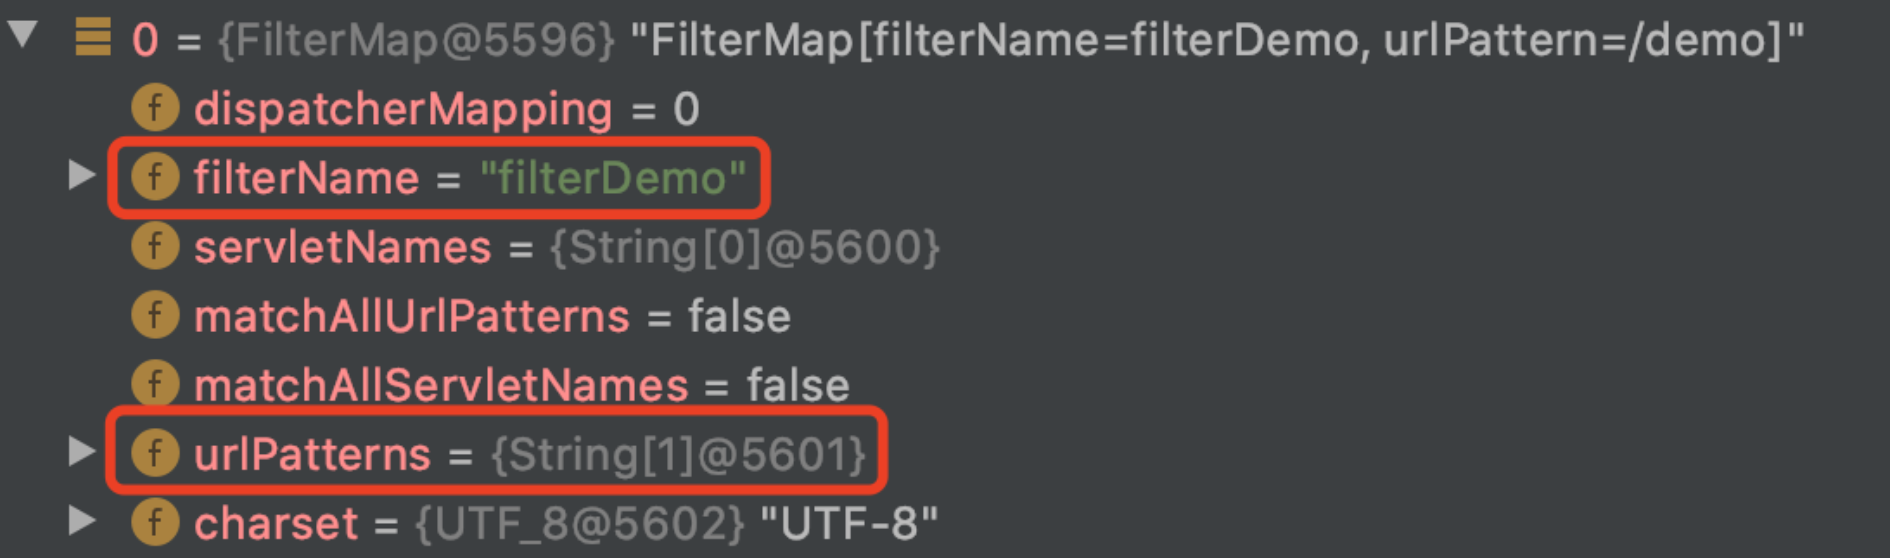 0 = {FilterMap@5596} "FilterMap[filterName=filterDemo, urlPattern=/demo]"
f dispatcherMapping = 0
f filterName = "filterDemo"
f servletNames = {String[0]@5600}
f matchAllUrlPatterns = false
f matchAllServletNames = false
f urlPatterns = {String[1]@5601}
f charset = {UTF_8@5602} "UTF-8"